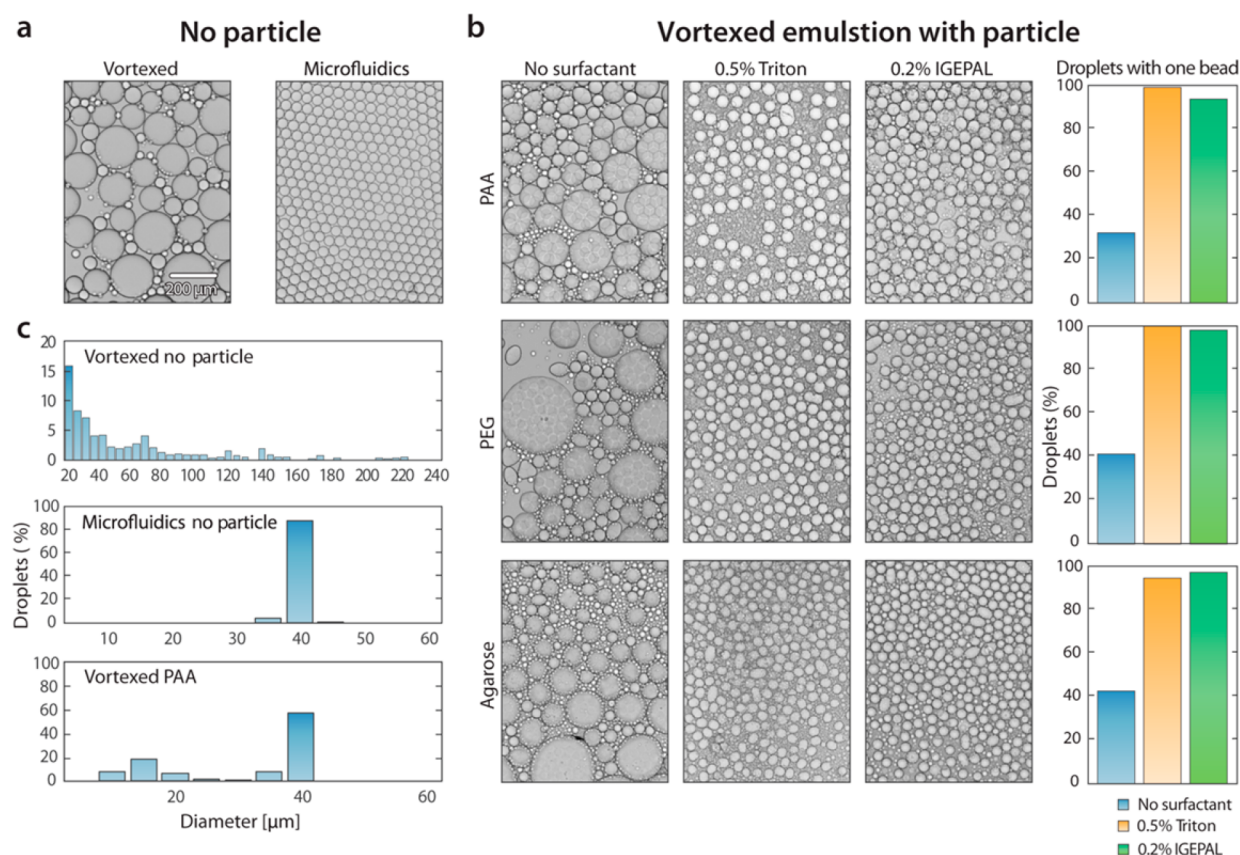 a
No particle
Vortexed
Microfluidics
200 μm
b
Vortexed emulstion with particle
No surfactant
0.5% Triton
0.2% IGEPAL
Droplets with one bead
PAA
100
80
60
40
20
0
PEG
Droplets (%)
100
80
60
40
20
0
Agarose
100
80
60
40
20
0
No surfactant
0.5% Triton
0.2% IGEPAL
c
Droplets (%)
20
15
10
5
0
Vortexed no particle
20 40 60 80 100 120 140 160 180 200 220 240
100
80
60
40
20
0
Microfluidics no particle
10 20 30 40 50 60
100
80
60
40
20
0
Vortexed PAA
20 40 60
Diameter [μm]